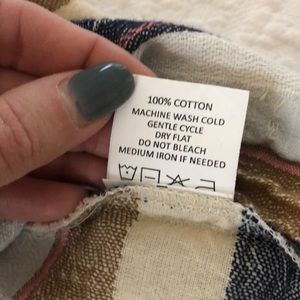 100% COTTON
MACHINE WASH COLD
GENTLE CYCLE
DRY FLAT
DO NOT BLEACH
MEDIUM IRON IF NEEDED